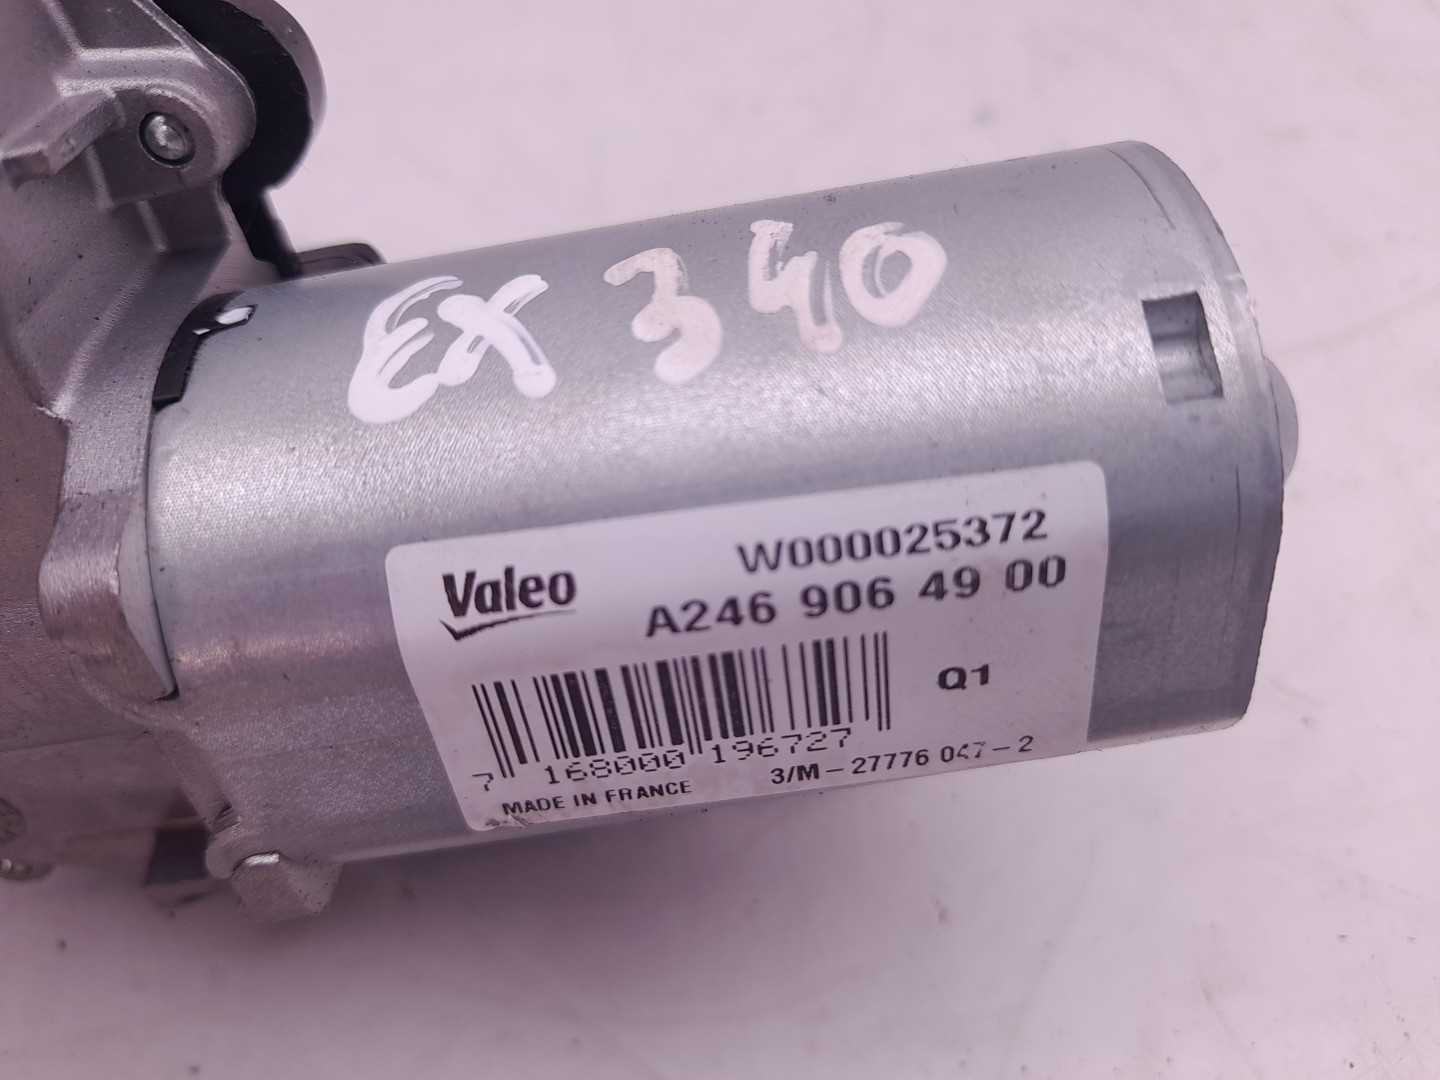 EX 340
Valeo
W000025372
A246 906 49 00
Q1
7 168000 196727
MADE IN FRANCE
3/M - 27776 047-2